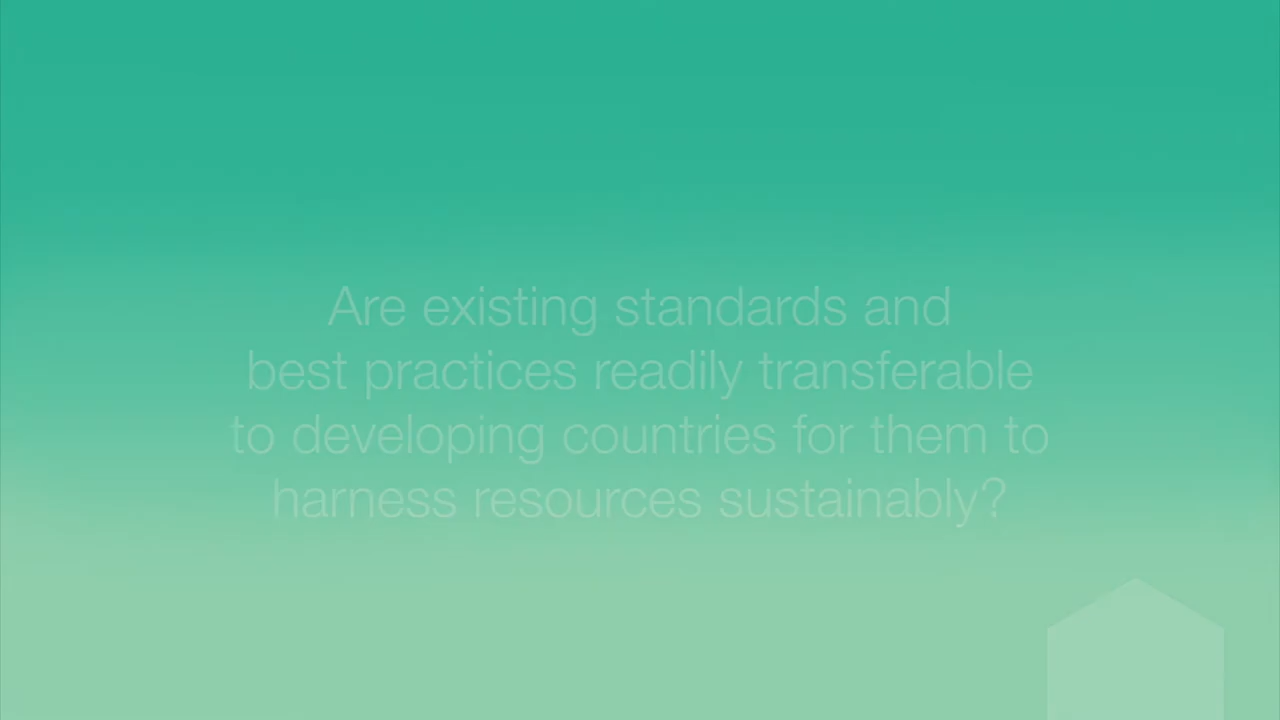 Are existing standards and
best practices readily transferable
to developing countries for them to
harness resources sustainably?